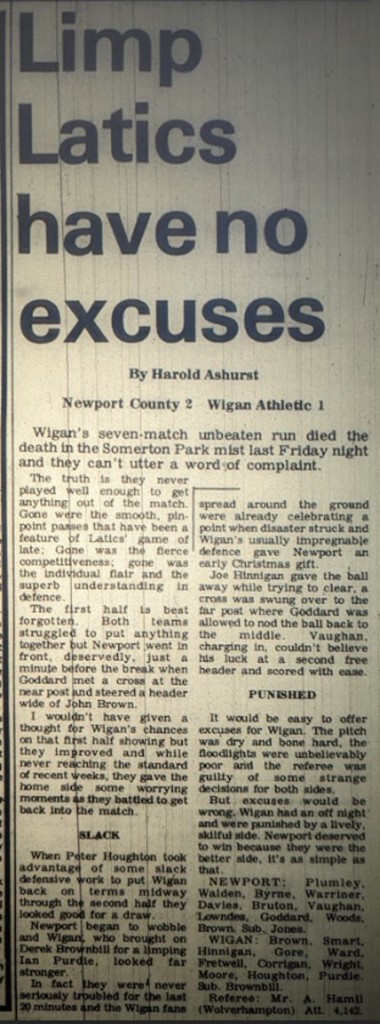 Limp
Latics
have no
excuses
By Harold Ashurst
Newport County 2 Wigan Athletic 1
Wigan's seven-match unbeaten run died the
death in the Somerton Park mist last Friday night
and they can't utter a word of complaint.
The truth is they never
played well enough to get
anything out of the match.
Gone were the smooth, pin-
point passes that have been a
feature of Latics' game of
late; Gone was the fierce
competitiveness; gone was
the individual flair and the
superb understanding in
defence.
The first half is best
forgotten. Both teams
struggled to put anything
together but Newport went in
front, deservedly, just a
minute before the break when
Goddard met a cross at the
near post and steered a header
wide of John Brown.
I wouldn't have given a
thought for Wigan's chances
on that first half showing but
they improved and while
never reaching the standard
of recent weeks, they gave the
home side some worrying
moments as they battled to get
back into the match.
SLACK
When Peter Houghton took
advantage of some slack
defensive work to put Wigan
back on terms midway
through the second half they
looked good for a draw.
Newport began to wobble
and Wigan, who brought on
Derek Brownbill for a limping
Ian Purdie, looked far
stronger.
In fact they were never
seriously troubled for the last
20 minutes and the Wigan fans
spread around the ground
were already celebrating a
point when disaster struck and
Wigan's usually impregnable
defence gave Newport an
early Christmas gift.
Joe Hinnigan gave the ball
away while trying to clear, a
cross was swung over to the
far post where Goddard was
allowed to nod the ball back to
the middle. Vaughan,
charging in, couldn't believe
his luck at a second free
header and scored with ease.
PUNISHED
It would be easy to offer
excuses for Wigan. The pitch
was dry and bone hard, the
floodlights were unbelievably
poor and the referee was
guilty of some strange
decisions for both sides.
But excuses would be
wrong. Wigan had an off night
and were punished by a lively,
skilful side. Newport deserved
to win because they were the
better side, it's as simple as
that.
NEWPORT: Plumley,
Walden, Byrne, Warriner,
Davies, Bruton, Vaughan,
Lowndes, Goddard, Woods,
Brown. Sub. Jones.
WIGAN: Brown, Smart,
Hinnigan, Gore, Ward,
Fretwell, Corrigan, Wright,
Moore, Houghton, Purdie.
Sub. Brownbill.
Referee: Mr. A. Hamil
(Wolverhampton) Att. 4,142.